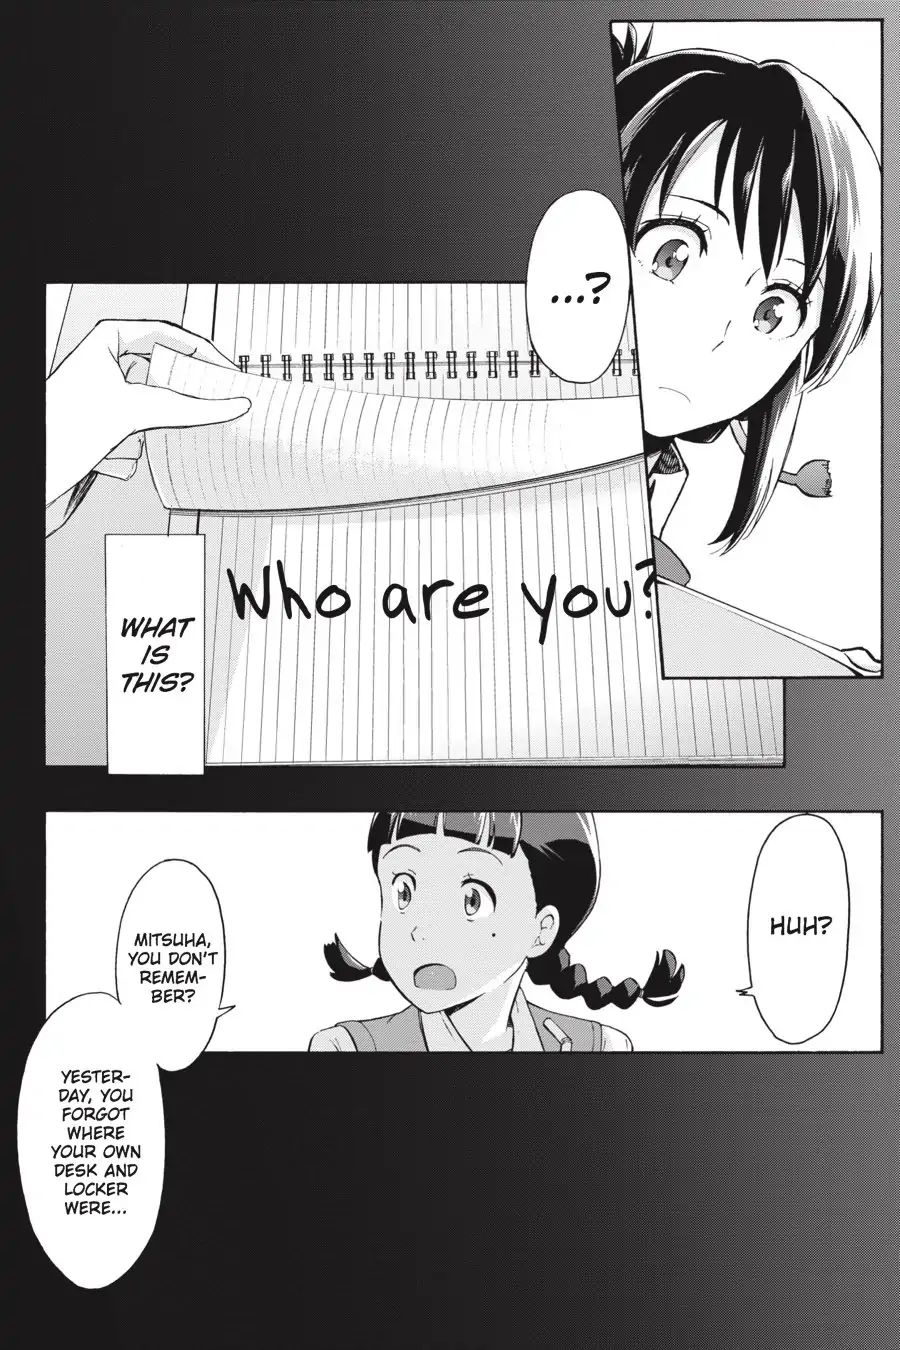 ...?
Who are you?
WHAT
IS
THIS?
HUH?
MITSUHA,
YOU DON'T
REMEM-
BER?
YESTER-
DAY, YOU
FORGOT
WHERE
YOUR OWN
DESK AND
LOCKER
WERE...